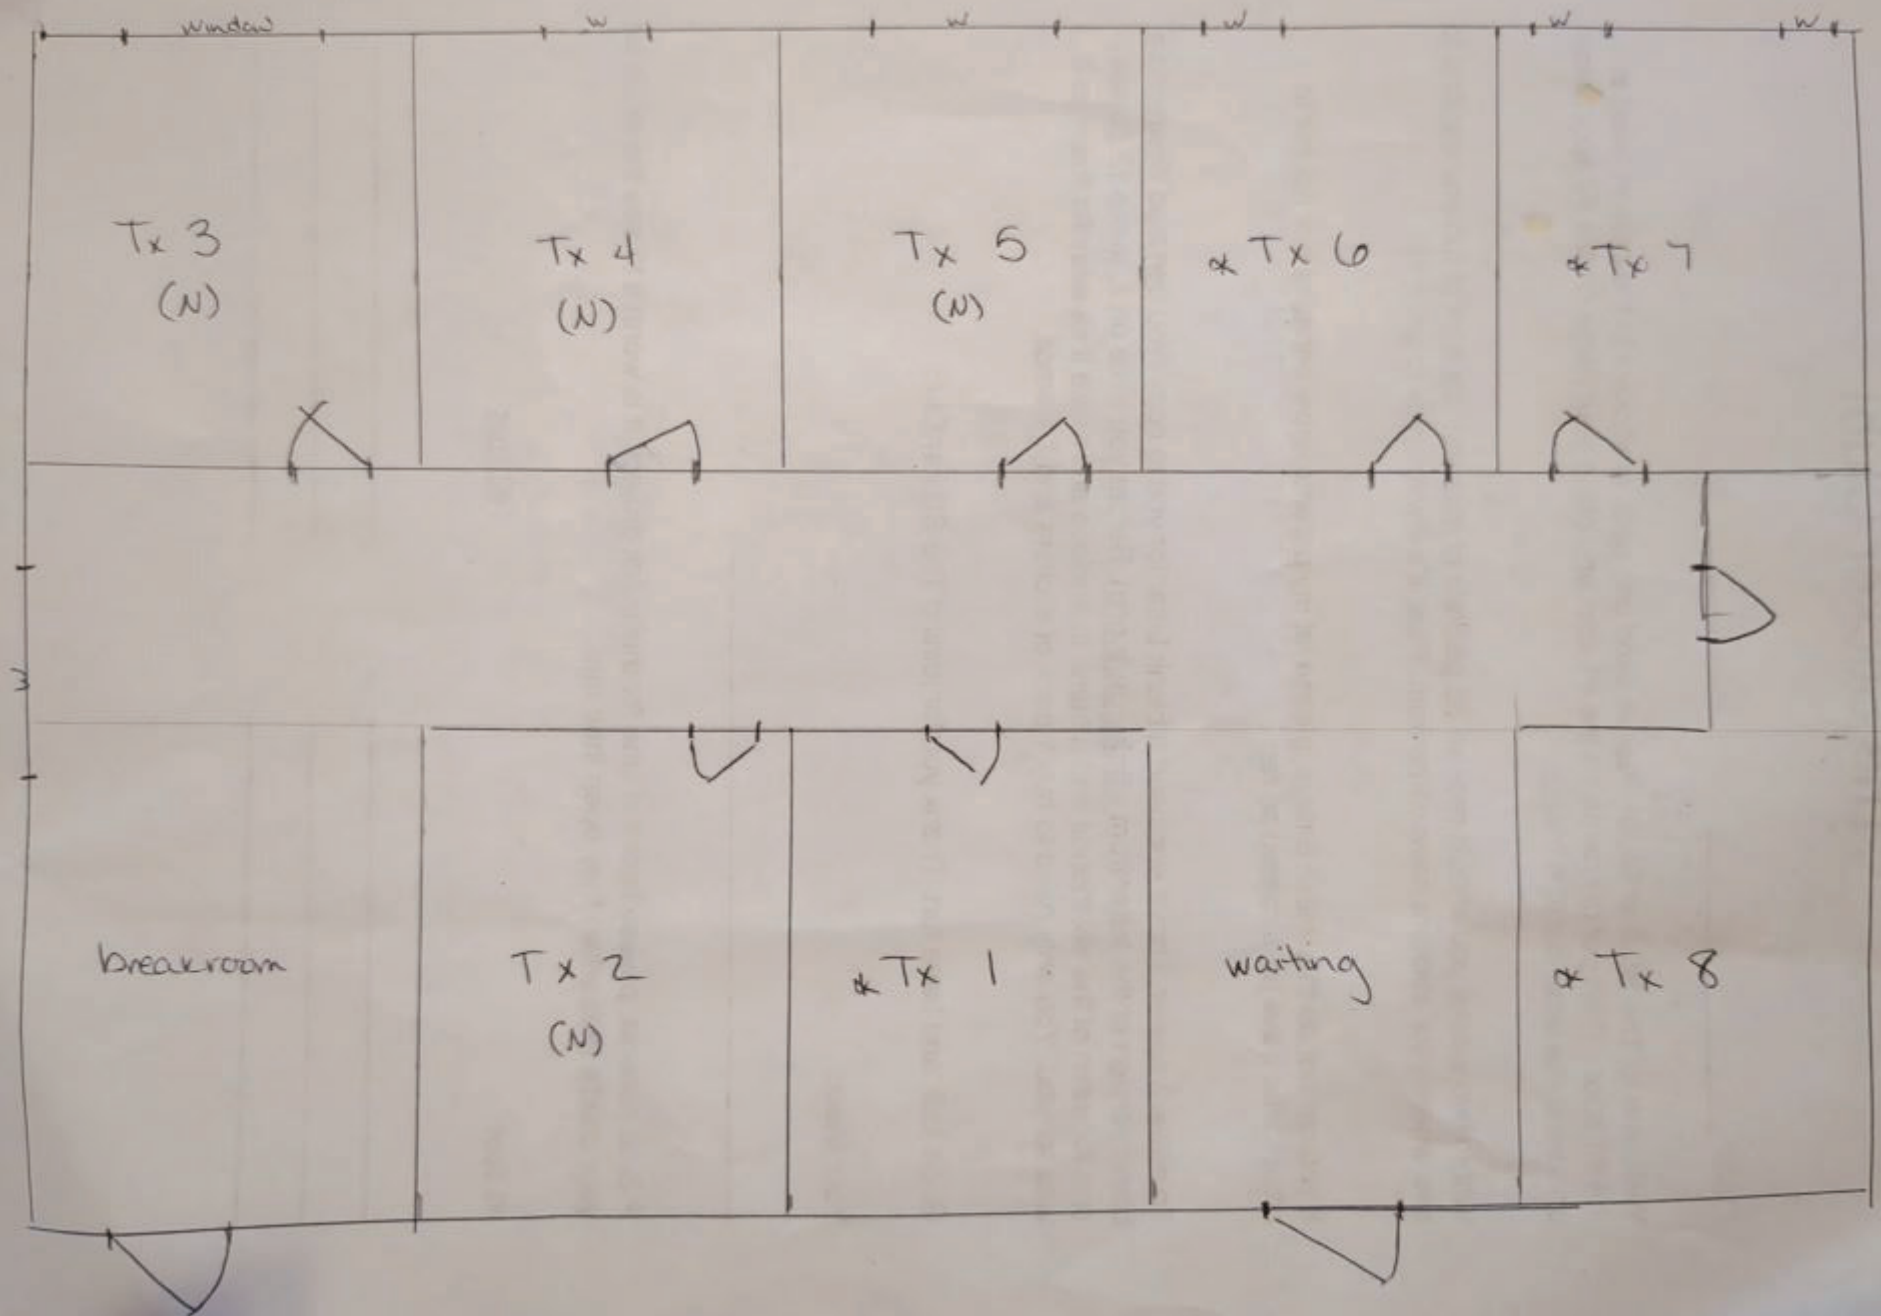 window w w w w w
Tx 3
(N)
Tx 4
(N)
Tx 5
(N)
* Tx 6
* Tx 7
w
breakroom
Tx 2
(N)
* Tx 1
waiting
* Tx 8